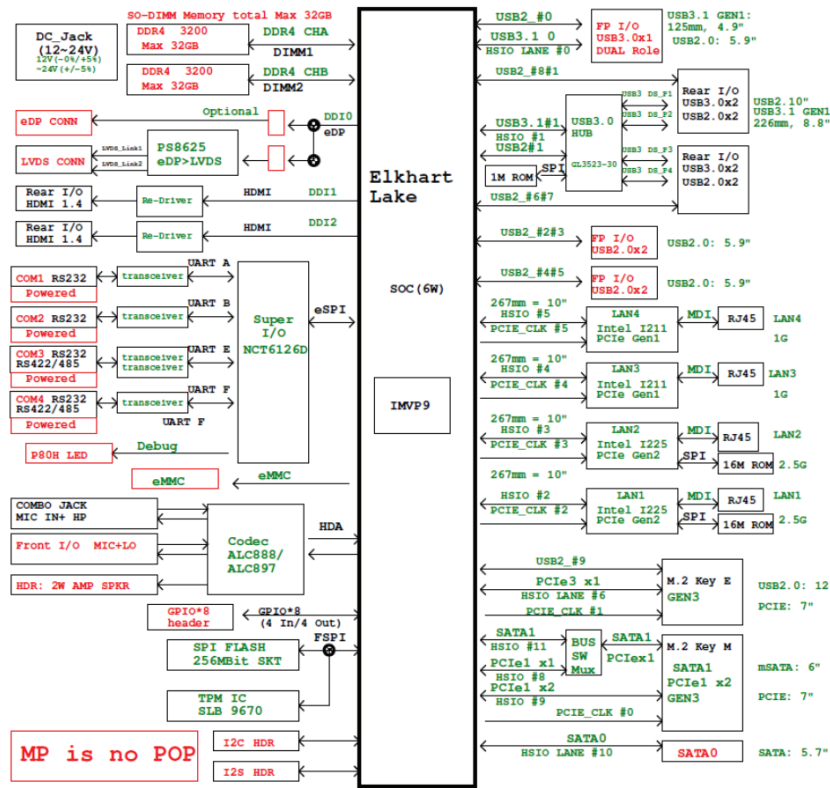 SO-DIMM Memory total Max 32GB
DC_Jack
(12~24V)
12V(-0%/+5%)
~24V(+/-5%)
DDR4 3200
Max 32GB
DDR4 CHA
DIMM1
DDR4 3200
Max 32GB
DDR4 CHB
DIMM2
eDP CONN
Optional
DDI0
eDP
LVDS CONN
LVDS_Link1
LVDS_Link2
PS8625
eDP>LVDS
Rear I/O
HDMI 1.4
Re-Driver
HDMI
DDI1
Rear I/O
HDMI 1.4
Re-Driver
HDMI
DDI2
COM1 RS232
Powered
transceiver
UART A
COM2 RS232
Powered
transceiver
UART B
COM3 RS232
RS422/485
Powered
transceiver
transceiver
UART E
COM4 RS232
RS422/485
Powered
transceiver
UART F
UART F
Super
I/O
NCT6126D
eSPI
P80H LED
Debug
eMMC
eMMC
COMBO JACK
MIC IN+ HP
Front I/O MIC+LO
HDR: 2W AMP SPKR
Codec
ALC888/
ALC897
HDA
GPIO*8
header
GPIO*8
(4 In/4 Out)
FSPI
SPI FLASH
256MBit SKT
TPM IC
SLB 9670
MP is no POP
I2C HDR
I2S HDR
Elkhart
Lake
SOC(6W)
IMVP9
USB2_#0
USB3.1 0
HSIO LANE #0
FP I/O
USB3.0x1
DUAL Role
USB3.1 GEN1:
125mm, 4.9"
USB2.0: 5.9"
USB2_#8#1
USB3.1#1
HSIO #1
USB2#1
SPI
1M ROM
USB3.0
HUB
GL3523-30
USB3 DS_P1
USB3 DS_P2
USB3 DS_P3
USB3 DS_P4
Rear I/O
USB3.0x2
USB2.0x2
USB2.10"
USB3.1 GEN1
226mm, 8.8"
Rear I/O
USB3.0x2
USB2.0x2
USB2_#6#7
USB2_#2#3
FP I/O
USB2.0x2
USB2.0: 5.9"
USB2_#4#5
FP I/O
USB2.0x2
USB2.0: 5.9"
267mm = 10"
HSIO #5
PCIE_CLK #5
LAN4
Intel I211
PCIe Gen1
MDI
RJ45
LAN4
1G
267mm = 10"
HSIO #4
PCIE_CLK #4
LAN3
Intel I211
PCIe Gen1
MDI
RJ45
LAN3
1G
267mm = 10"
HSIO #3
PCIE_CLK #3
LAN2
Intel I225
PCIe Gen2
MDI
RJ45
SPI
16M ROM
LAN2
2.5G
267mm = 10"
HSIO #2
PCIE_CLK #2
LAN1
Intel I225
PCIe Gen2
MDI
RJ45
SPI
16M ROM
LAN1
2.5G
USB2_#9
PCIe3 x1
HSIO LANE #6
PCIE_CLK #1
M.2 Key E
GEN3
USB2.0: 12
PCIE: 7"
SATA1
HSIO #11
PCIe1 x1
HSIO #8
PCIe1 x2
HSIO #9
BUS
SW
Mux
SATA1
PCIex1
PCIE_CLK #0
M.2 Key M
SATA1
PCIe1 x2
GEN3
mSATA: 6"
PCIE: 7"
SATA0
HSIO LANE #10
SATA0
SATA: 5.7"